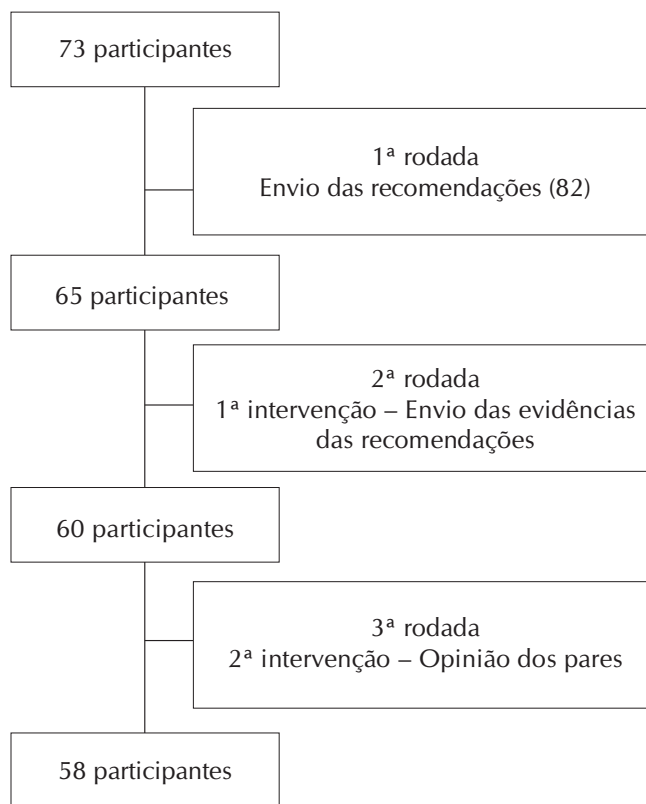 73 participantes
1ª rodada
Envio das recomendações (82)
65 participantes
2ª rodada
1ª intervenção – Envio das evidências
das recomendações
60 participantes
3ª rodada
2ª intervenção – Opinião dos pares
58 participantes